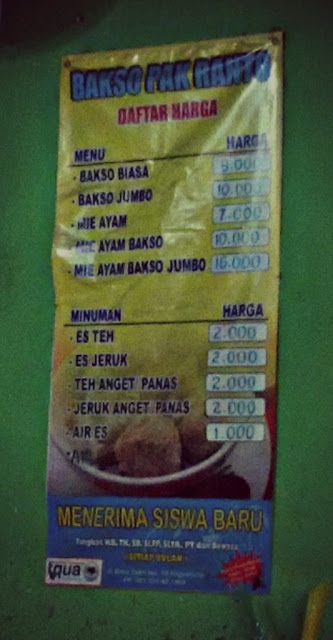 BAKSO PAK RANTO
DAFTAR HARGA
MENU HARGA
- BAKSO BIASA 8.000
- BAKSO JUMBO 10.000
- MIE AYAM 7.000
- MIE AYAM BAKSO 10.000
- MIE AYAM BAKSO JUMBO 16.000
MINUMAN HARGA
- ES TEH 2.000
- ES JERUK 2.000
- TEH ANGET PANAS 2.000
- JERUK ANGET PANAS 2.000
- AIR ES 1.000
MENERIMA SISWA BARU
SETIAP BULAN
qua